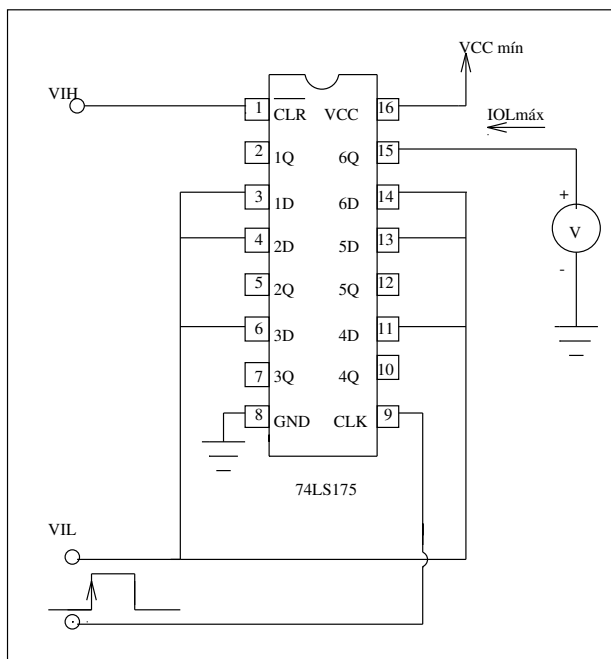 VCC mín
VIH
1 CLR VCC 16
IOLmáx
2 1Q 6Q 15
3 1D 6D 14
+
4 2D 5D 13
V
-
5 2Q 5Q 12
6 3D 4D 11
7 3Q 4Q 10
8 GND CLK 9
74LS175
VIL